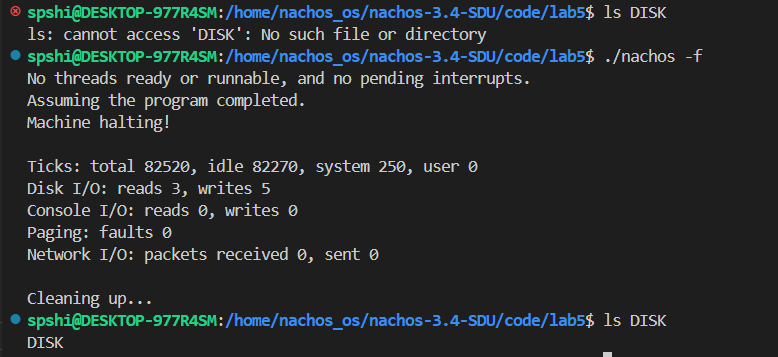 spshi@DESKTOP-977R4SM:/home/nachos_os/nachos-3.4-SDU/code/lab5$ ls DISK
ls: cannot access 'DISK': No such file or directory
spshi@DESKTOP-977R4SM:/home/nachos_os/nachos-3.4-SDU/code/lab5$ ./nachos -f
No threads ready or runnable, and no pending interrupts.
Assuming the program completed.
Machine halting!

Ticks: total 82520, idle 82270, system 250, user 0
Disk I/O: reads 3, writes 5
Console I/O: reads 0, writes 0
Paging: faults 0
Network I/O: packets received 0, sent 0

Cleaning up...
spshi@DESKTOP-977R4SM:/home/nachos_os/nachos-3.4-SDU/code/lab5$ ls DISK
DISK